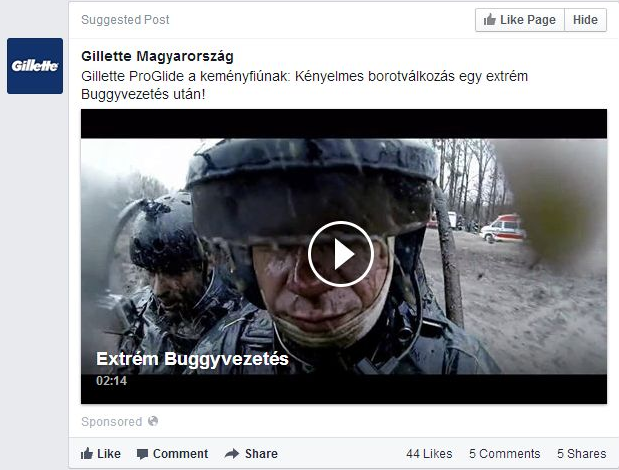 Suggested Post
Like Page
Hide
Gillette
Gillette Magyarország
Gillette ProGlide a keményfiúnak: Kényelmes borotválkozás egy extrém
Buggyvezetés után!
Extrém Buggyvezetés
02:14
Sponsored
Like Comment Share 44 Likes 5 Comments 5 Shares